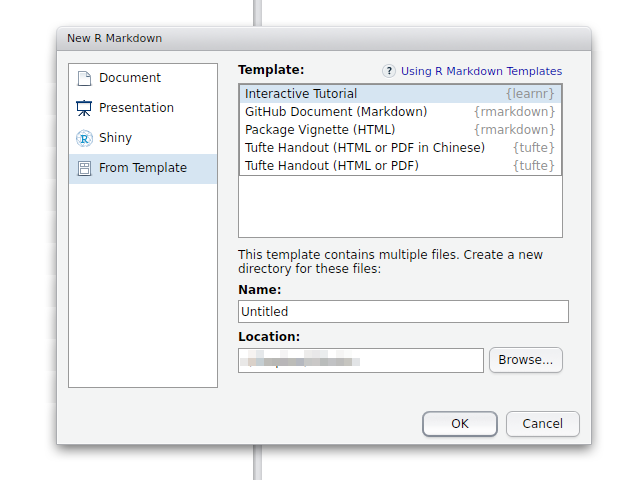 New R Markdown
Document
Presentation
Shiny
From Template
Template:
? Using R Markdown Templates
Interactive Tutorial {learnr}
GitHub Document (Markdown) {rmarkdown}
Package Vignette (HTML) {rmarkdown}
Tufte Handout (HTML or PDF in Chinese) {tufte}
Tufte Handout (HTML or PDF) {tufte}
This template contains multiple files. Create a new
directory for these files:
Name:
Untitled
Location:
Browse...
OK Cancel